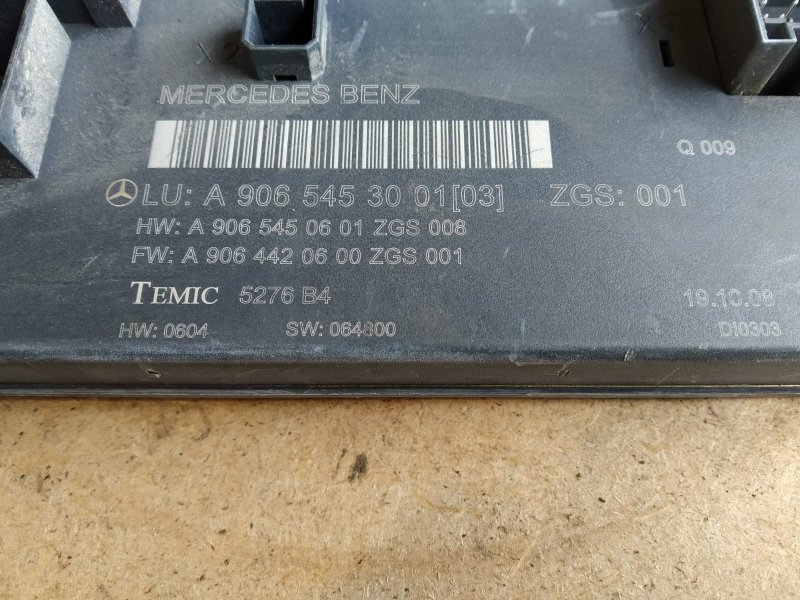 MERCEDES BENZ
Q 009
LU: A 906 545 30 01[03] ZGS: 001
HW: A 906 545 06 01 ZGS 008
FW: A 906 442 06 00 ZGS 001
TEMIC 5276 B4 19.10.08
HW: 0604 SW: 064800 DI0303